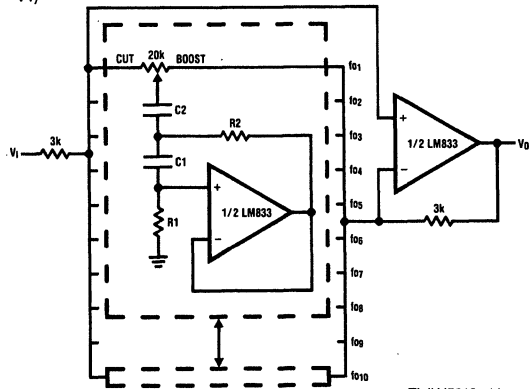 CUT 20k BOOST
fo1
fo2
C2
fo3
R2
VI 3k
C1
fo4
+
1/2 LM833
VO
−
+
1/2 LM833
−
R1
fo5
3k
fo6
fo7
fo8
fo9
fo10